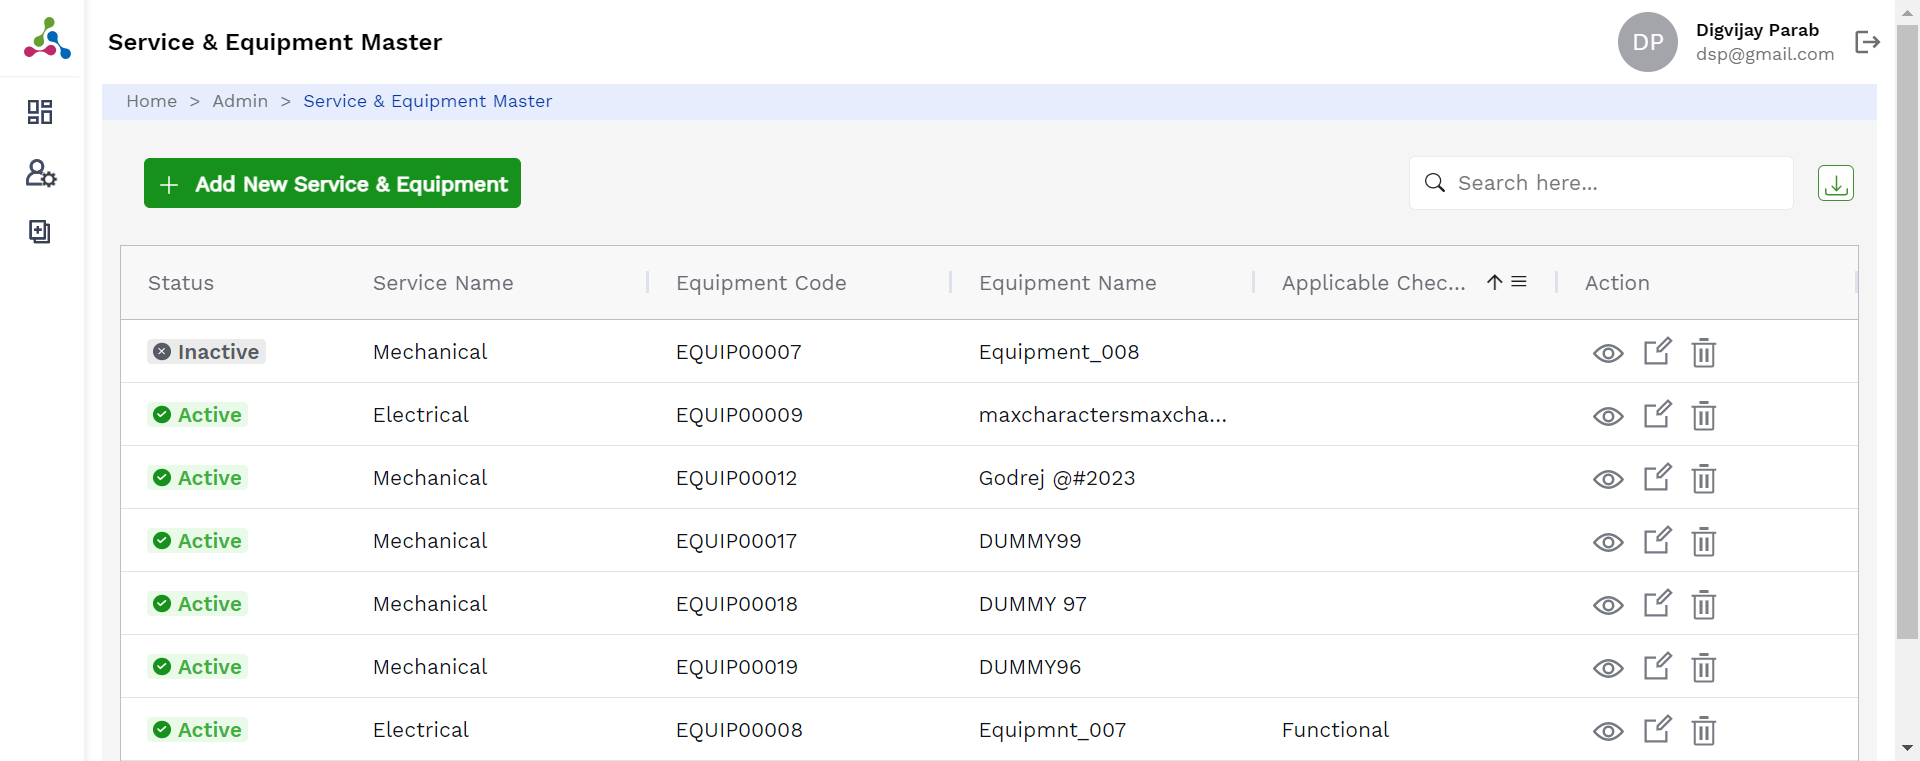 Service & Equipment Master
DP
Digvijay Parab
dsp@gmail.com
Home > Admin > Service & Equipment Master
+ Add New Service & Equipment
Search here...
Status Service Name Equipment Code Equipment Name Applicable Chec... Action
Inactive Mechanical EQUIP00007 Equipment_008
Active Electrical EQUIP00009 maxcharactersmaxcha...
Active Mechanical EQUIP00012 Godrej @#2023
Active Mechanical EQUIP00017 DUMMY99
Active Mechanical EQUIP00018 DUMMY 97
Active Mechanical EQUIP00019 DUMMY96
Active Electrical EQUIP00008 Equipmnt_007 Functional